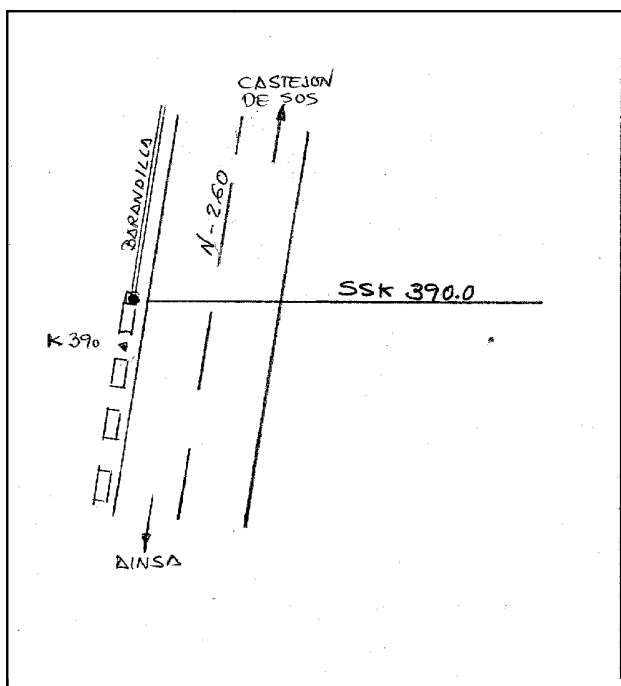 CASTEJON
DE SOS
BARANDILLA
N-260
SSK 390.0
K 390
AINSA